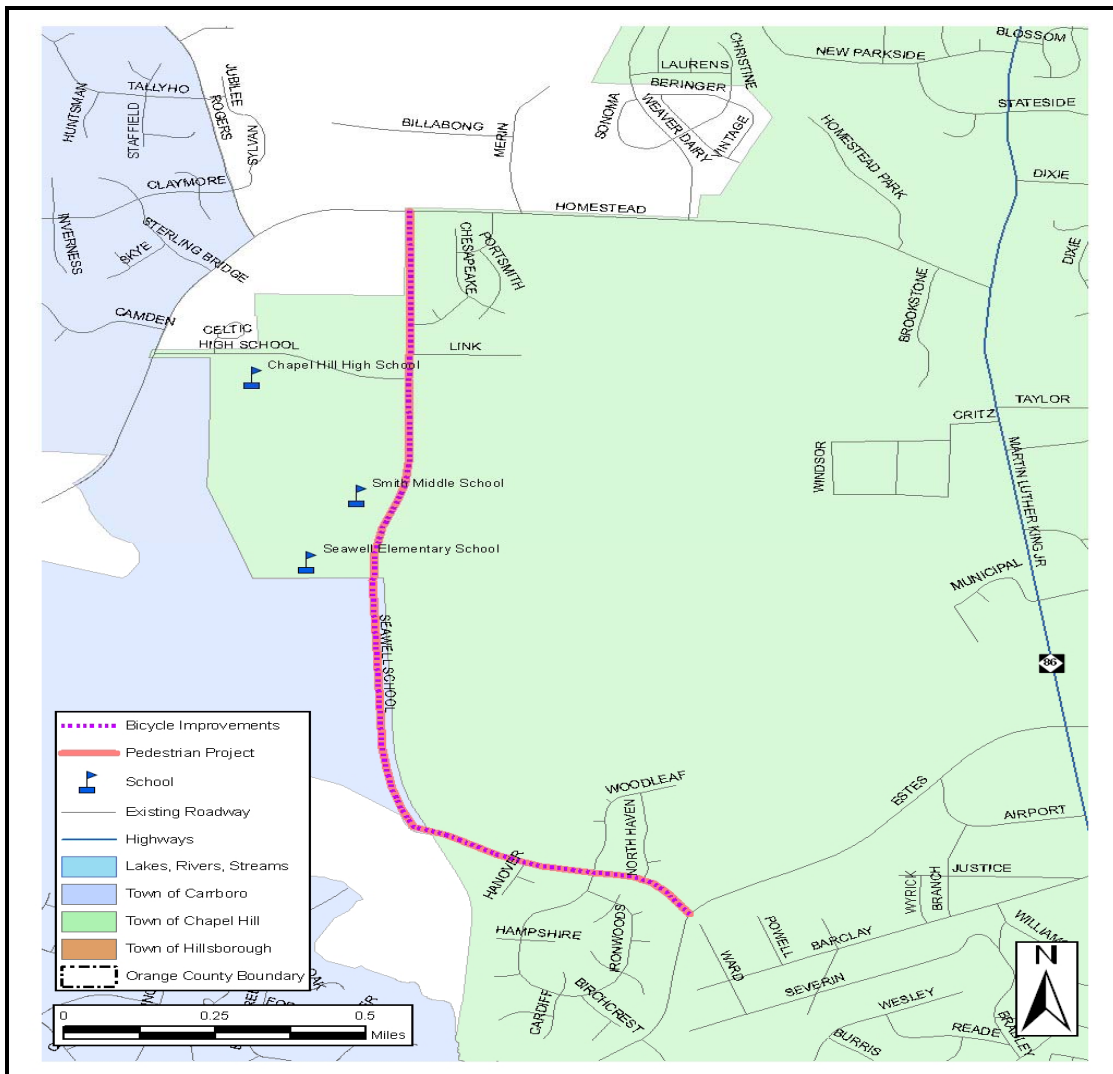 BLOSSOM
NEW PARKSIDE
CHRISTINE
LAURENS
BERINGER
JUBILEE
TALLYHO
HUNTSMAN
STAFFIELD
ROGERS
SYLVAN
STATESIDE
BILLABONG
MERIN
SONOMA
WEAVER DAIRY
VINTAGE
HOMESTEAD PARK
DIXIE
CLAYMORE
HOMESTEAD
INVERNESS
SKYE
STERLING BRIDGE
CHESAPEAKE
PORTSMITH
DIXIE
BROOKSTONE
CAMDEN
CELTIC
HIGH SCHOOL
LINK
Chapel Hill High School
TAYLOR
CRITZ
WINDSOR
MARTIN LUTHER KING JR
Smith Middle School
Seawell Elementary School
MUNICIPAL
SEAWELL SCHOOL
86
Bicycle Improvements
Pedestrian Project
School
Existing Roadway
Highways
Lakes, Rivers, Streams
Town of Carrboro
Town of Chapel Hill
Town of Hillsborough
Orange County Boundary
WOODLEAF
ESTES
AIRPORT
NORTH HAVEN
HANOVER
JUSTICE
WYRICK
BRANCH
IRONWOODS
HAMPSHIRE
POWELL
BARCLAY
WARD
WILLIAMS
SEVERIN
CARDIFF
BIRCHCREST
WESLEY
READE
BRADLEY
BURRIS
N
0 0.25 0.5
Miles